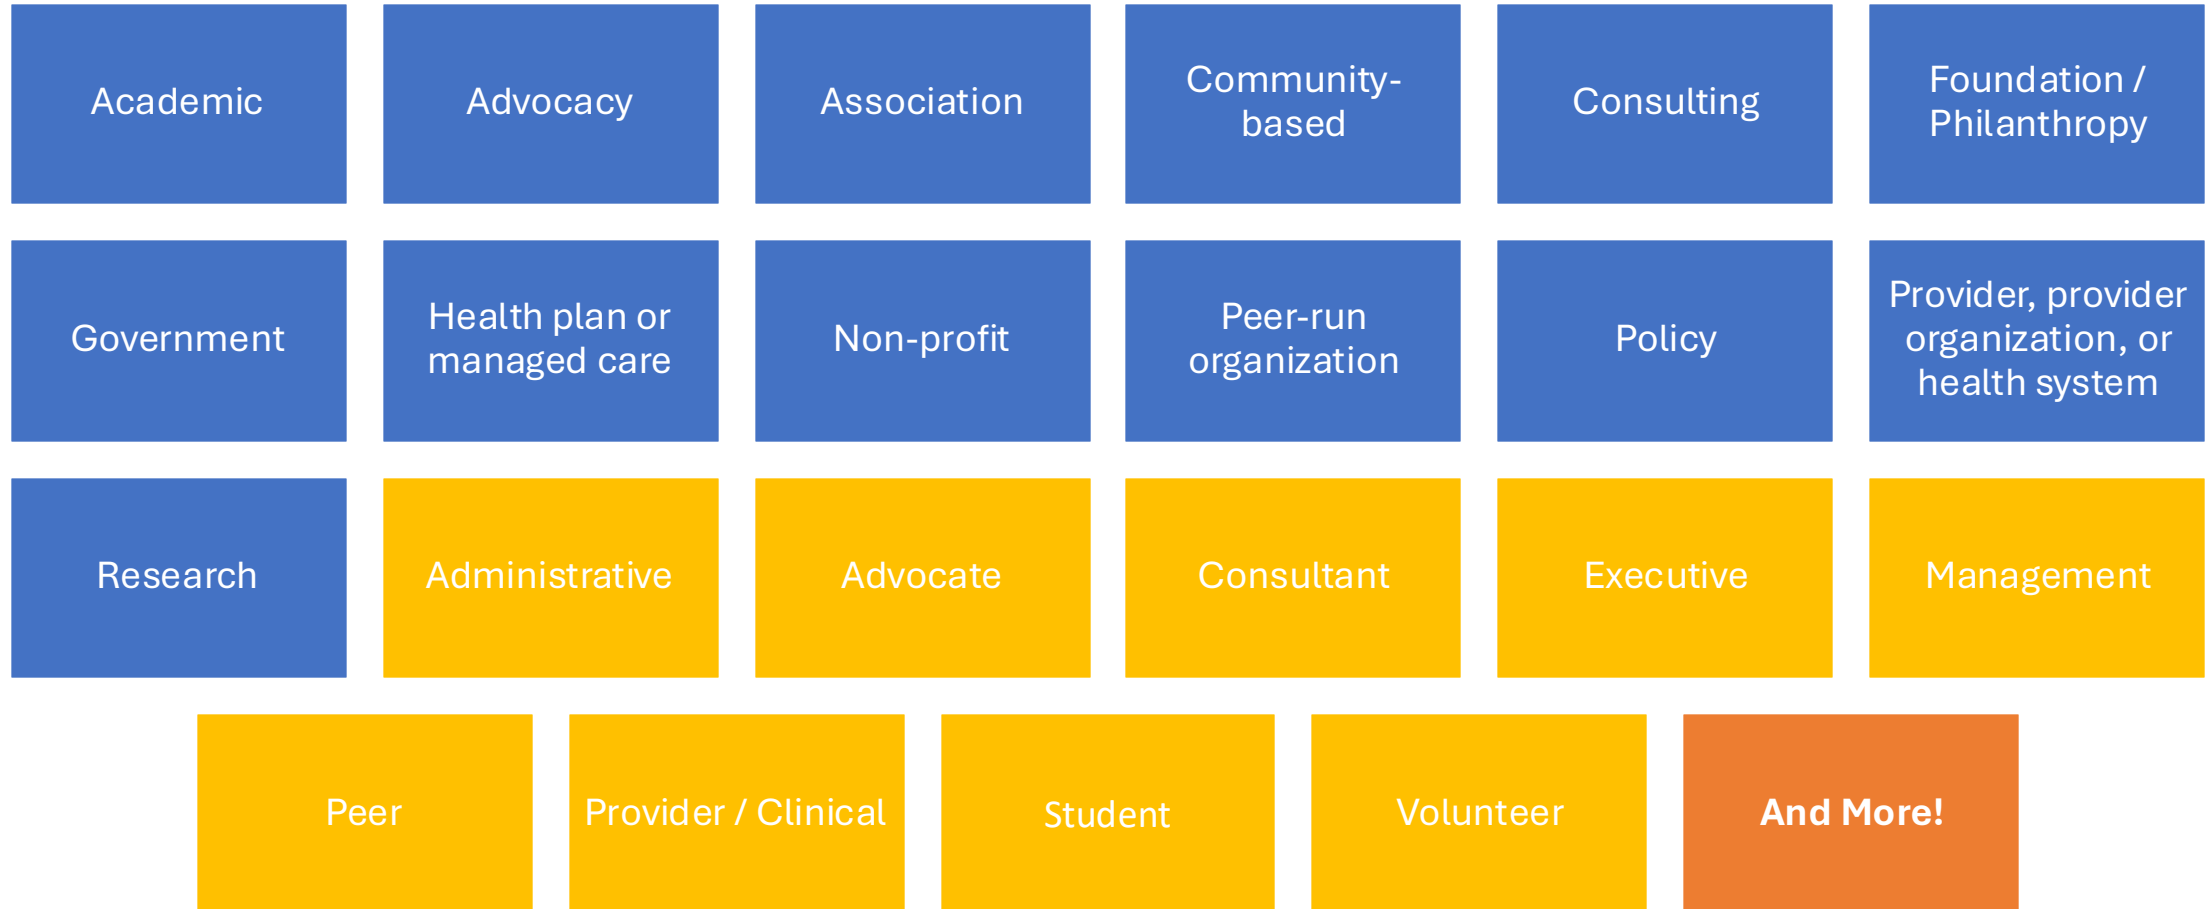 Academic
Advocacy
Association
Community-
based
Consulting
Foundation /
Philanthropy
Government
Health plan or
managed care
Non-profit
Peer-run
organization
Policy
Provider, provider
organization, or
health system
Research
Administrative
Advocate
Consultant
Executive
Management
Peer
Provider / Clinical
Student
Volunteer
And More!